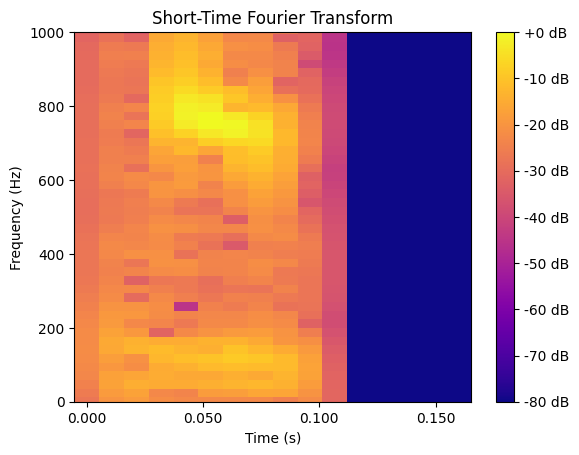 Short-Time Fourier Transform
Frequency (Hz)
1000
800
600
400
200
0
0.000
0.050
0.100
0.150
Time (s)
+0 dB
-10 dB
-20 dB
-30 dB
-40 dB
-50 dB
-60 dB
-70 dB
-80 dB